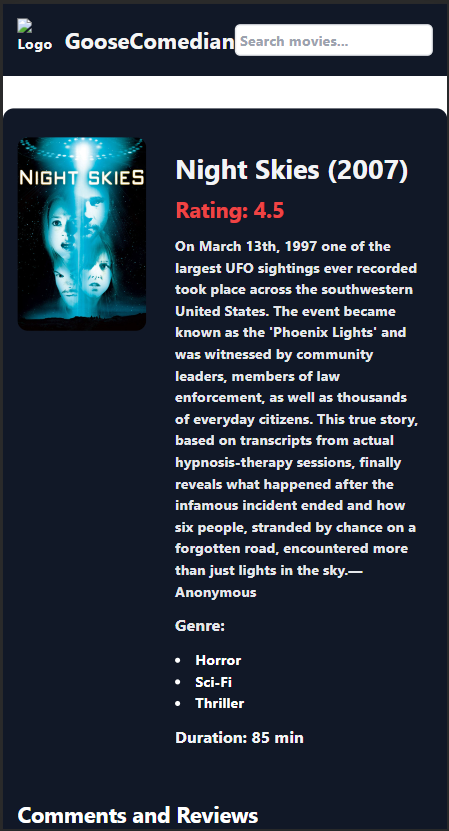 Logo
GooseComedian
Search movies...
NIGHT SKIES
Night Skies (2007)
Rating: 4.5
On March 13th, 1997 one of the
largest UFO sightings ever recorded
took place across the southwestern
United States. The event became
known as the 'Phoenix Lights' and
was witnessed by community
leaders, members of law
enforcement, as well as thousands
of everyday citizens. This true story,
based on transcripts from actual
hypnosis-therapy sessions, finally
reveals what happened after the
infamous incident ended and how
six people, stranded by chance on a
forgotten road, encountered more
than just lights in the sky.—
Anonymous
Genre:
• Horror
• Sci-Fi
• Thriller
Duration: 85 min
Comments and Reviews